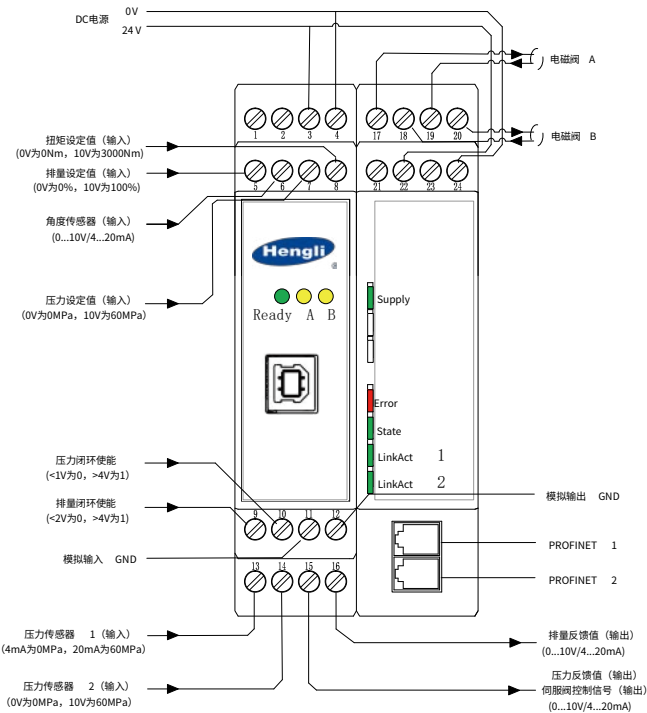 DC电源
0V
24V
电磁阀 A
1 2 3 4
17 18 19 20
电磁阀 B
扭矩设定值（输入）
(0V为0Nm，10V为3000Nm)
排量设定值（输入）
(0V为0%，10V为100%)
5 6 7 8
21 22 23 24
角度传感器（输入）
(0...10V/4...20mA)
Hengli
®
压力设定值（输入）
(0V为0MPa，10V为60MPa)
Ready A B
Supply
Error
State
LinkAct 1
LinkAct 2
压力闭环使能
(<1V为0，>4V为1)
排量闭环使能
(<2V为0，>4V为1)
模拟输出 GND
9 10 11 12
模拟输入 GND
PROFINET 1
PROFINET 2
13 14 15 16
压力传感器 1（输入）
(4mA为0MPa，20mA为60MPa)
排量反馈值（输出）
(0...10V/4...20mA)
压力传感器 2（输入）
(0V为0MPa，10V为60MPa)
压力反馈值（输出）
伺服阀控制信号（输出）
(0...10V/4...20mA)